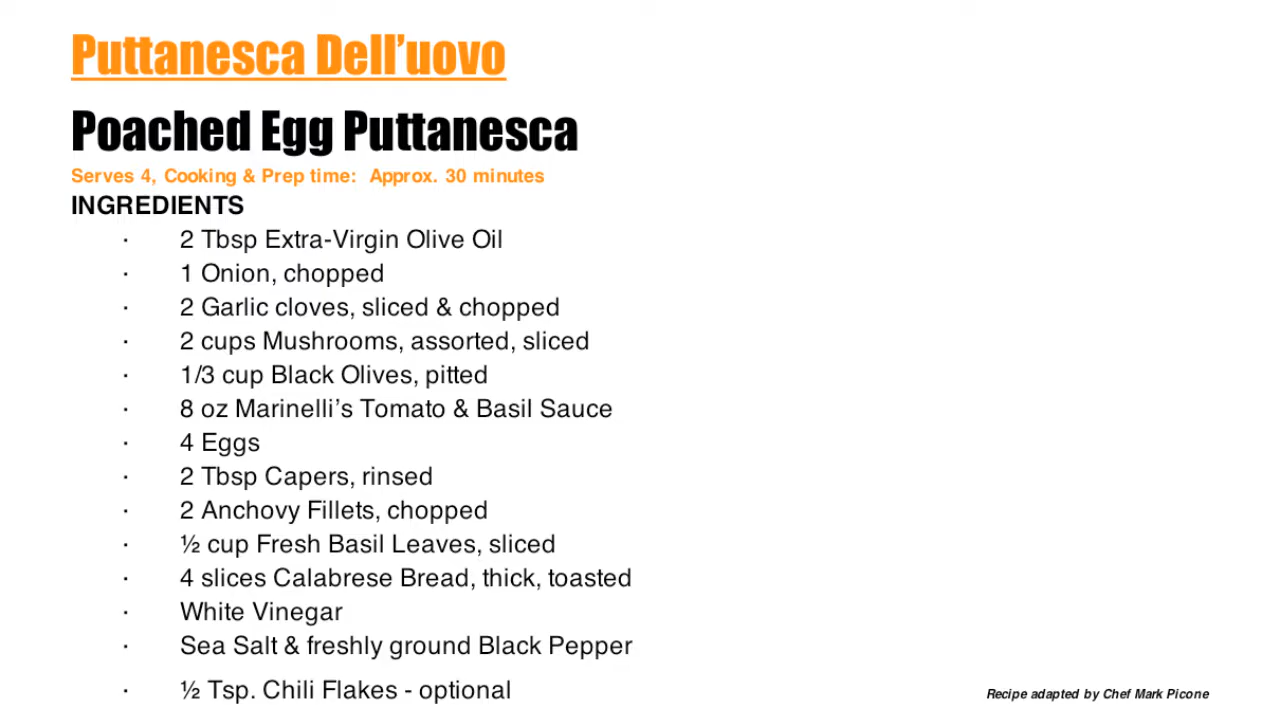 Puttanesca Dell’uovo
Poached Egg Puttanesca
Serves 4, Cooking & Prep time:  Approx. 30 minutes
INGREDIENTS
· 2 Tbsp Extra-Virgin Olive Oil
· 1 Onion, chopped
· 2 Garlic cloves, sliced & chopped
· 2 cups Mushrooms, assorted, sliced
· 1/3 cup Black Olives, pitted
· 8 oz Marinelli’s Tomato & Basil Sauce
· 4 Eggs
· 2 Tbsp Capers, rinsed
· 2 Anchovy Fillets, chopped
· ½ cup Fresh Basil Leaves, sliced
· 4 slices Calabrese Bread, thick, toasted
· White Vinegar
· Sea Salt & freshly ground Black Pepper
· ½ Tsp. Chili Flakes - optional
Recipe adapted by Chef Mark Picone